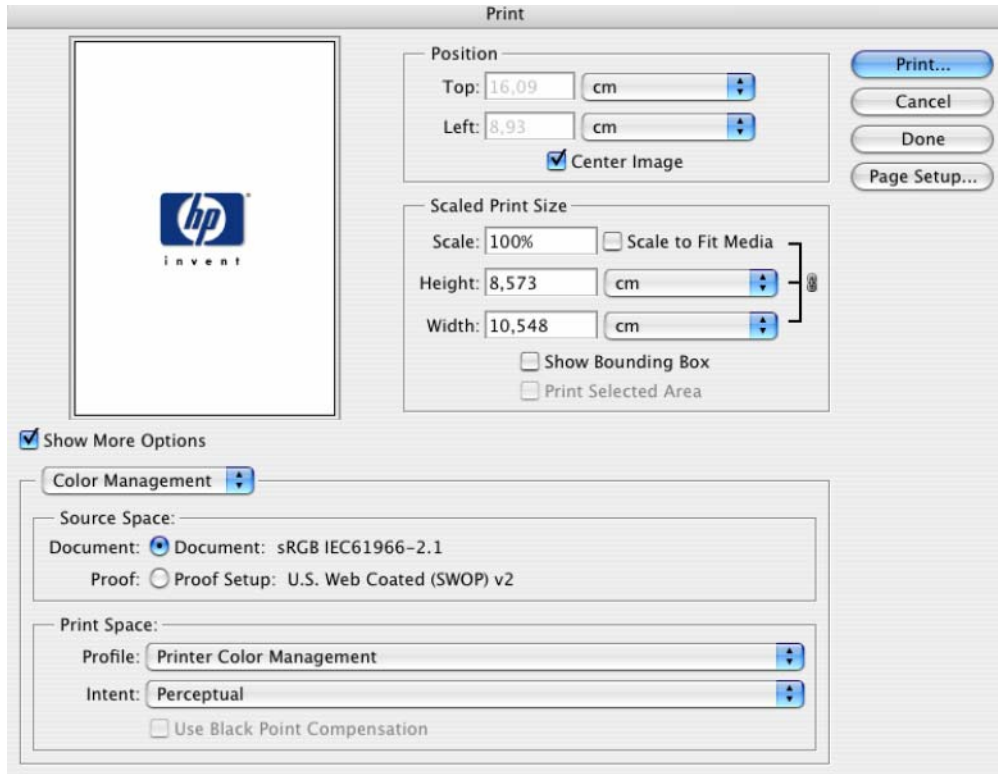 Print
hp
invent
Position
Top: 16,09 cm
Left: 8,93 cm
Center Image
Print...
Cancel
Done
Page Setup...
Scaled Print Size
Scale: 100% Scale to Fit Media
Height: 8,573 cm
Width: 10,548 cm
Show Bounding Box
Print Selected Area
Show More Options
Color Management
Source Space:
Document: Document: sRGB IEC61966-2.1
Proof: Proof Setup: U.S. Web Coated (SWOP) v2
Print Space:
Profile: Printer Color Management
Intent: Perceptual
Use Black Point Compensation